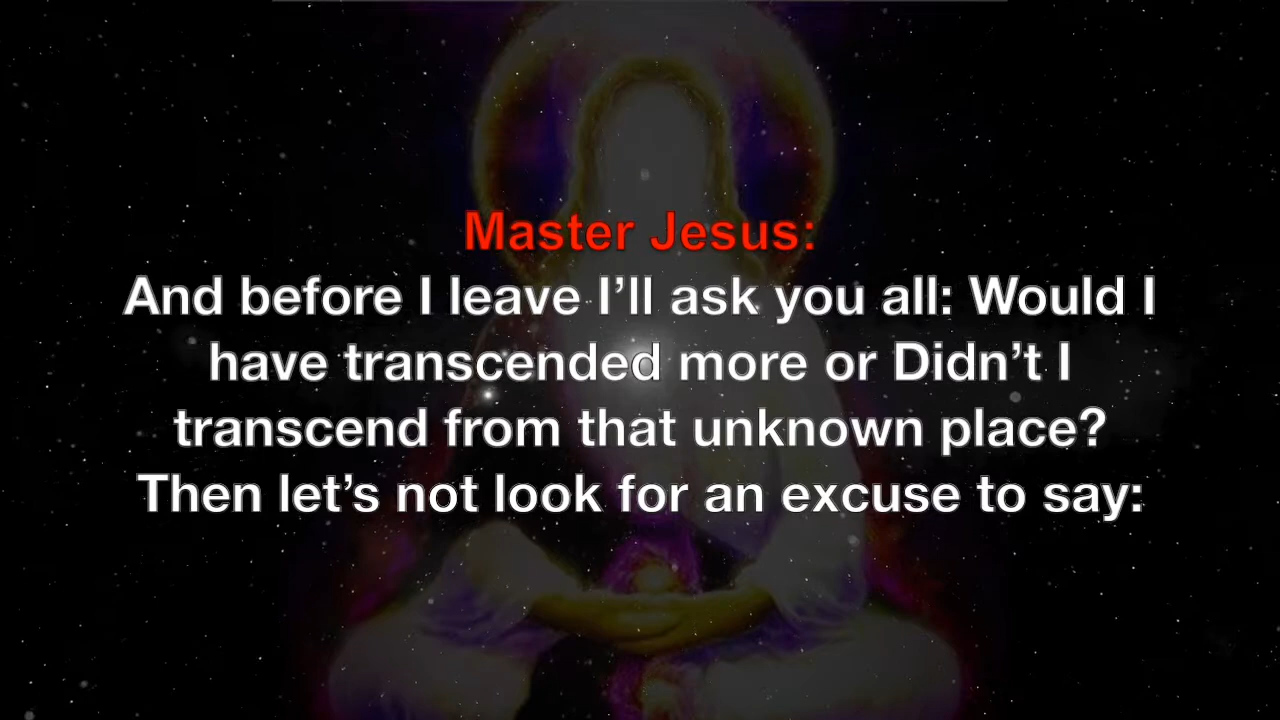 Master Jesus:
And before I leave I’ll ask you all: Would I
have transcended more or Didn’t I
transcend from that unknown place?
Then let’s not look for an excuse to say: